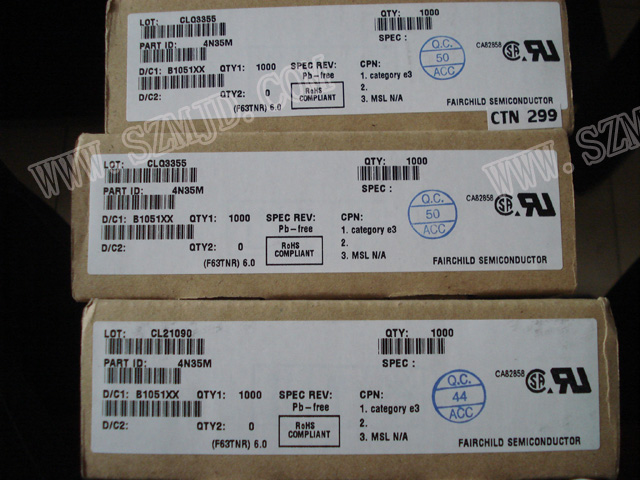 LOT: CLQ3355 QTY: 1000
PART ID: 4N35M SPEC :
D/C1: B1051XX QTY1: 1000 SPEC REV: CPN:
Pb-free 1. category e3
D/C2: QTY2: 0 RoHS COMPLIANT 2.
(F63TNR) 6.0 3. MSL N/A
Q.C. 50 ACC
CA82858
FAIRCHILD SEMICONDUCTOR
CTN 299
WWW.SZMJD.COM
LOT: CLQ3355 QTY: 1000
PART ID: 4N35M SPEC :
D/C1: B1051XX QTY1: 1000 SPEC REV: CPN:
Pb-free 1. category e3
D/C2: QTY2: 0 RoHS COMPLIANT 2.
(F63TNR) 6.0 3. MSL N/A
Q.C. 50 ACC
CA82858
FAIRCHILD SEMICONDUCTOR
WWW.SZM
LOT: CL21090 QTY: 1000
PART ID: 4N35M SPEC :
D/C1: B1051XX QTY1: 1000 SPEC REV: CPN:
Pb-free 1. category e3
D/C2: QTY2: 0 RoHS COMPLIANT 2.
(F63TNR) 6.0 3. MSL N/A
Q.C. 44 ACC
CA82858
FAIRCHILD SEMICONDUCTOR